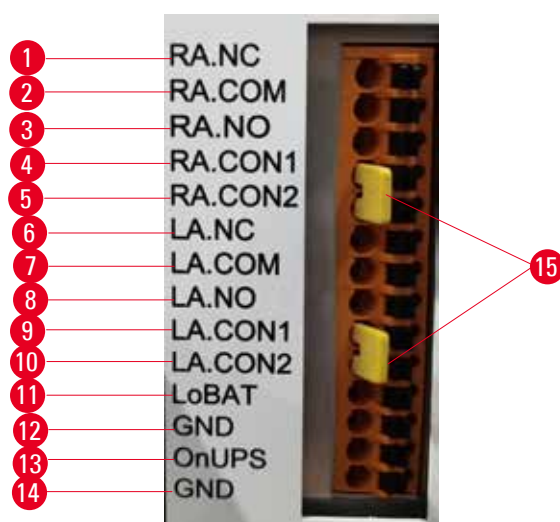 1 RA.NC
2 RA.COM
3 RA.NO
4 RA.CON1
5 RA.CON2
6 LA.NC
7 LA.COM
8 LA.NO
9 LA.CON1
10 LA.CON2
11 LoBAT
12 GND
13 OnUPS
14 GND
15